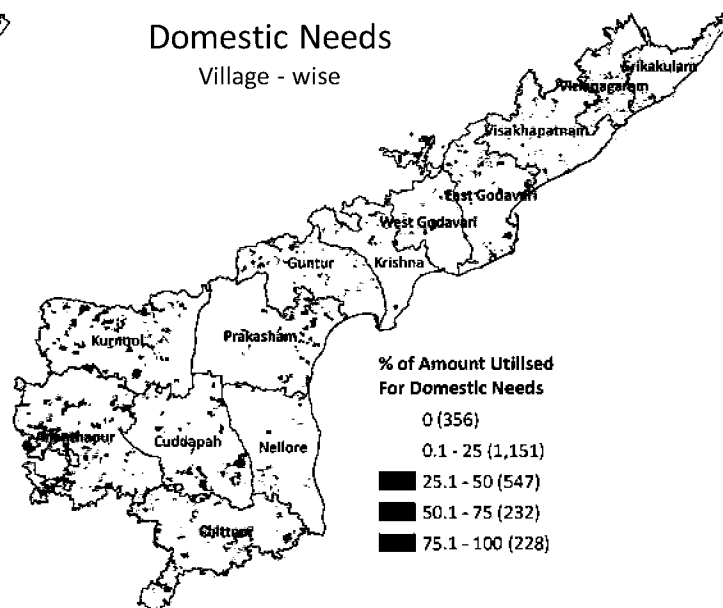 Domestic Needs
Village - wise
Srikakulam
Vizianagaram
Visakhapatnam
East Godavari
West Godavari
Guntur
Krishna
Kurnool
Prakasham
% of Amount Utilised
For Domestic Needs
0 (356)
Ananthapur
Cuddapah
Nellore
0.1 - 25 (1,151)
25.1 - 50 (547)
50.1 - 75 (232)
Chittoor
75.1 - 100 (228)